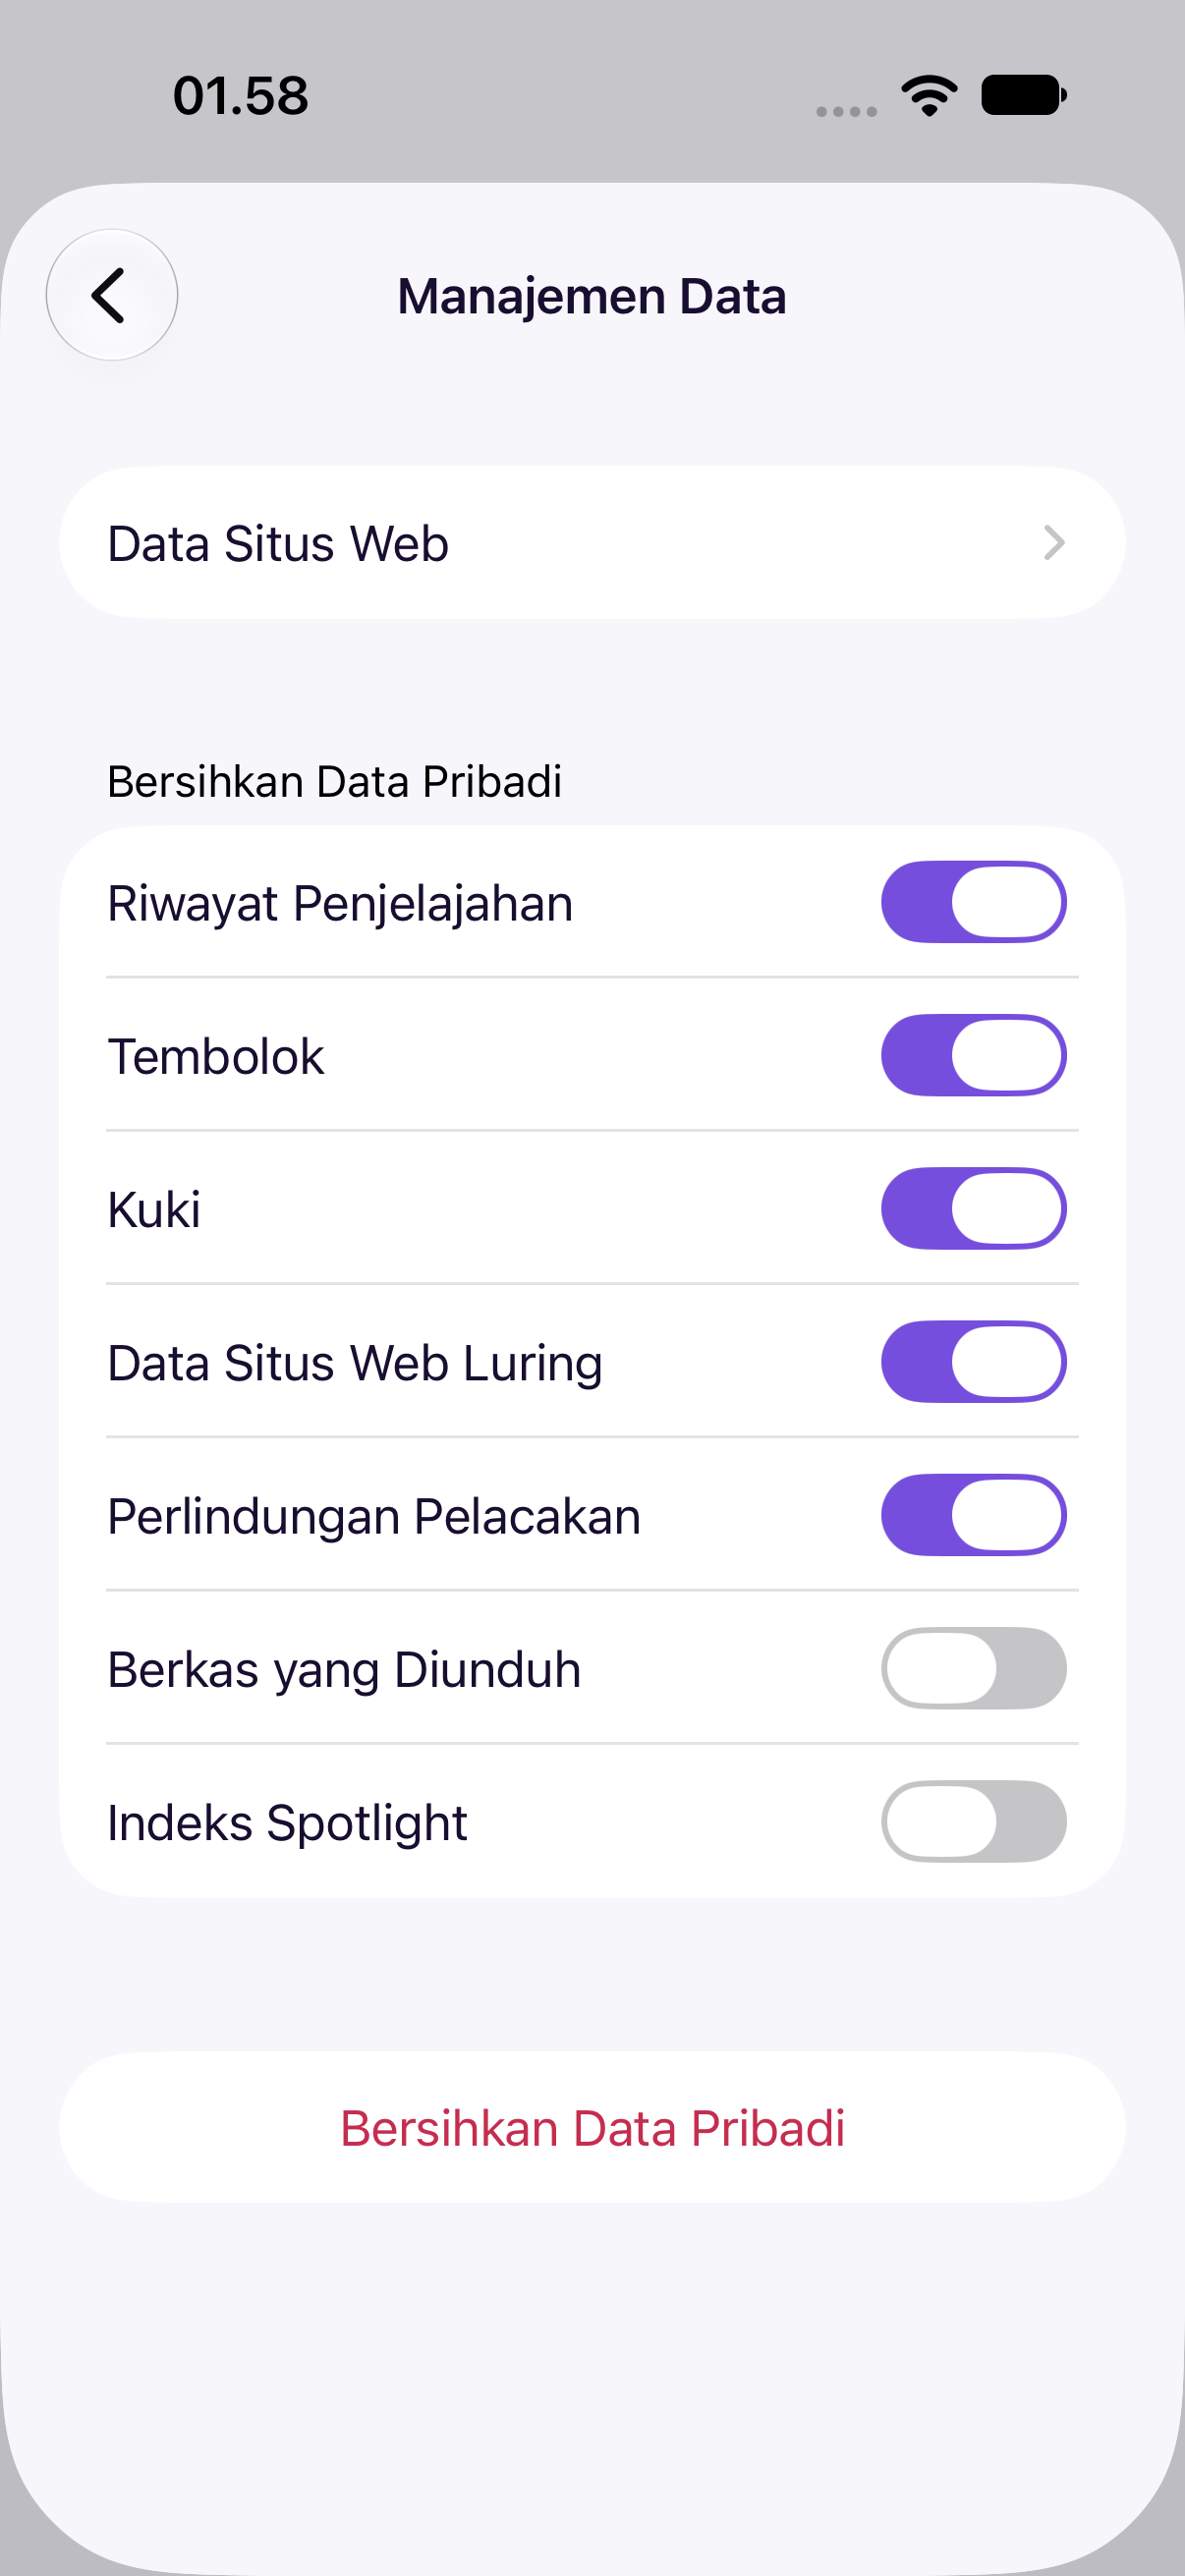 01.58
Manajemen Data
Data Situs Web
Bersihkan Data Pribadi
Riwayat Penjelajahan
Tembolok
Kuki
Data Situs Web Luring
Perlindungan Pelacakan
Berkas yang Diunduh
Indeks Spotlight
Bersihkan Data Pribadi